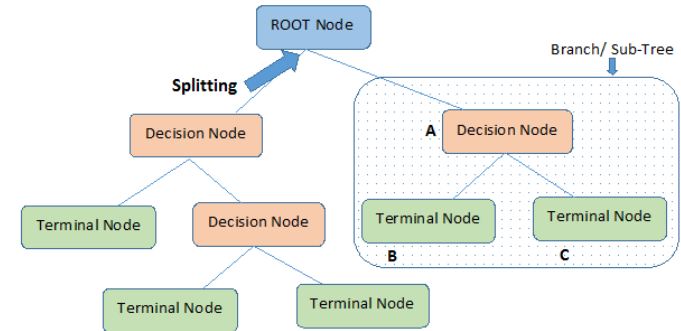 ROOT Node
Branch/ Sub-Tree
Splitting
Decision Node
A
Decision Node
Terminal Node
Decision Node
Terminal Node
Terminal Node
B
C
Terminal Node
Terminal Node